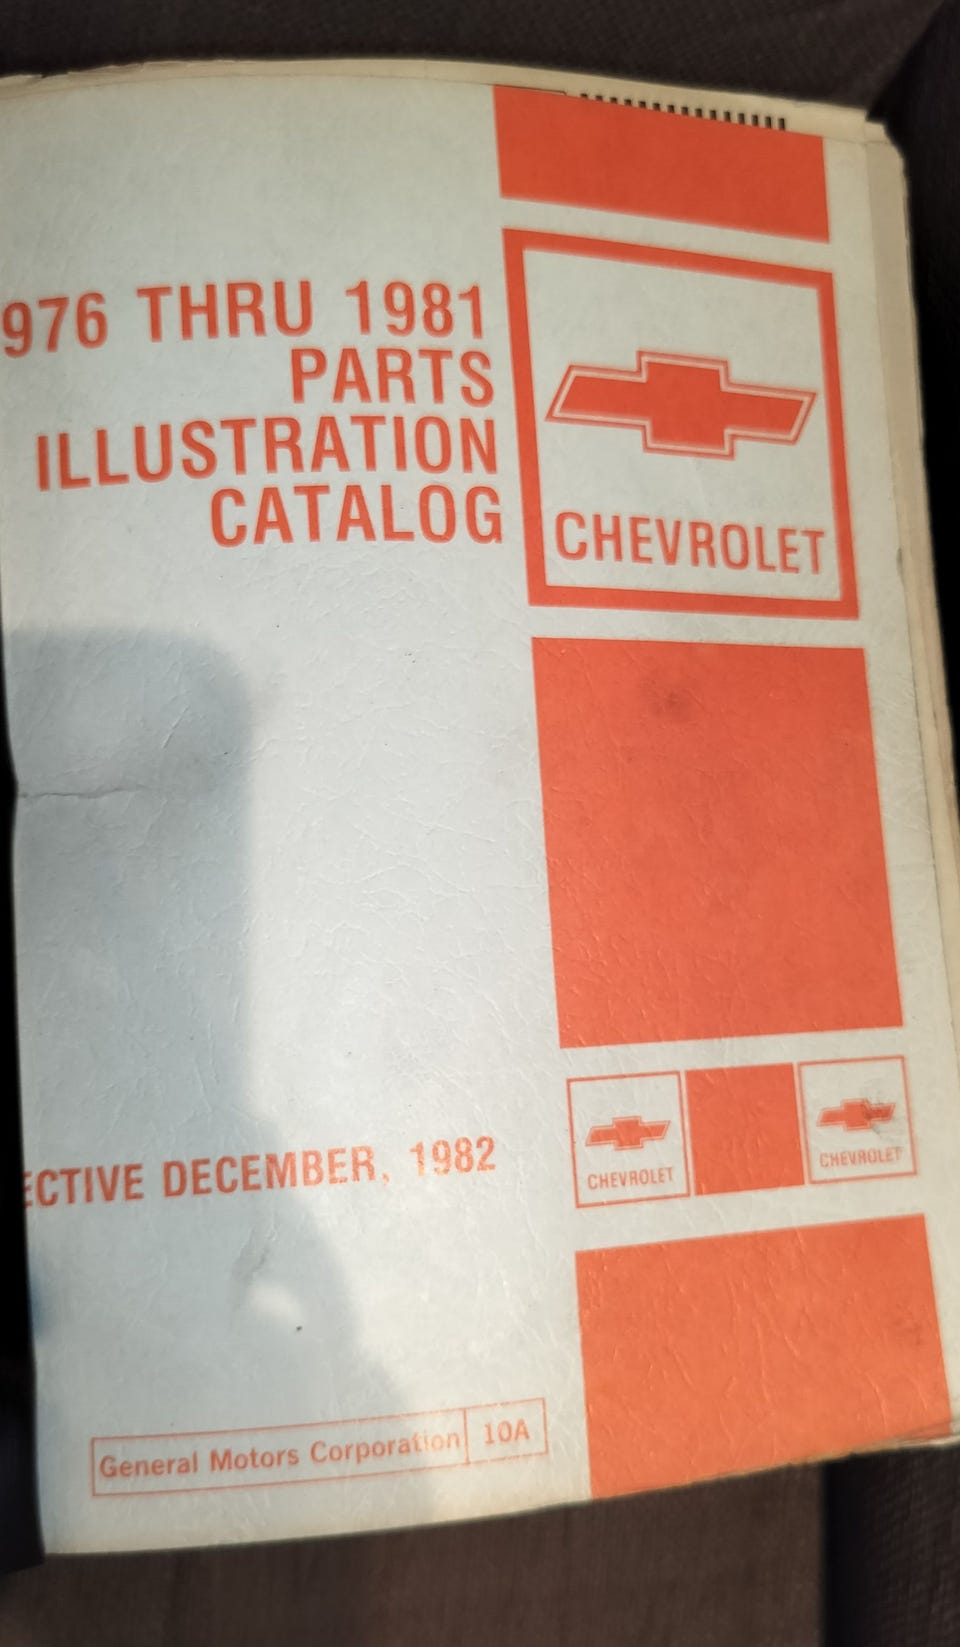 976 THRU 1981
PARTS
ILLUSTRATION
CATALOG
CHEVROLET
ECTIVE DECEMBER, 1982
CHEVROLET
CHEVROLET
General Motors Corporation 10A